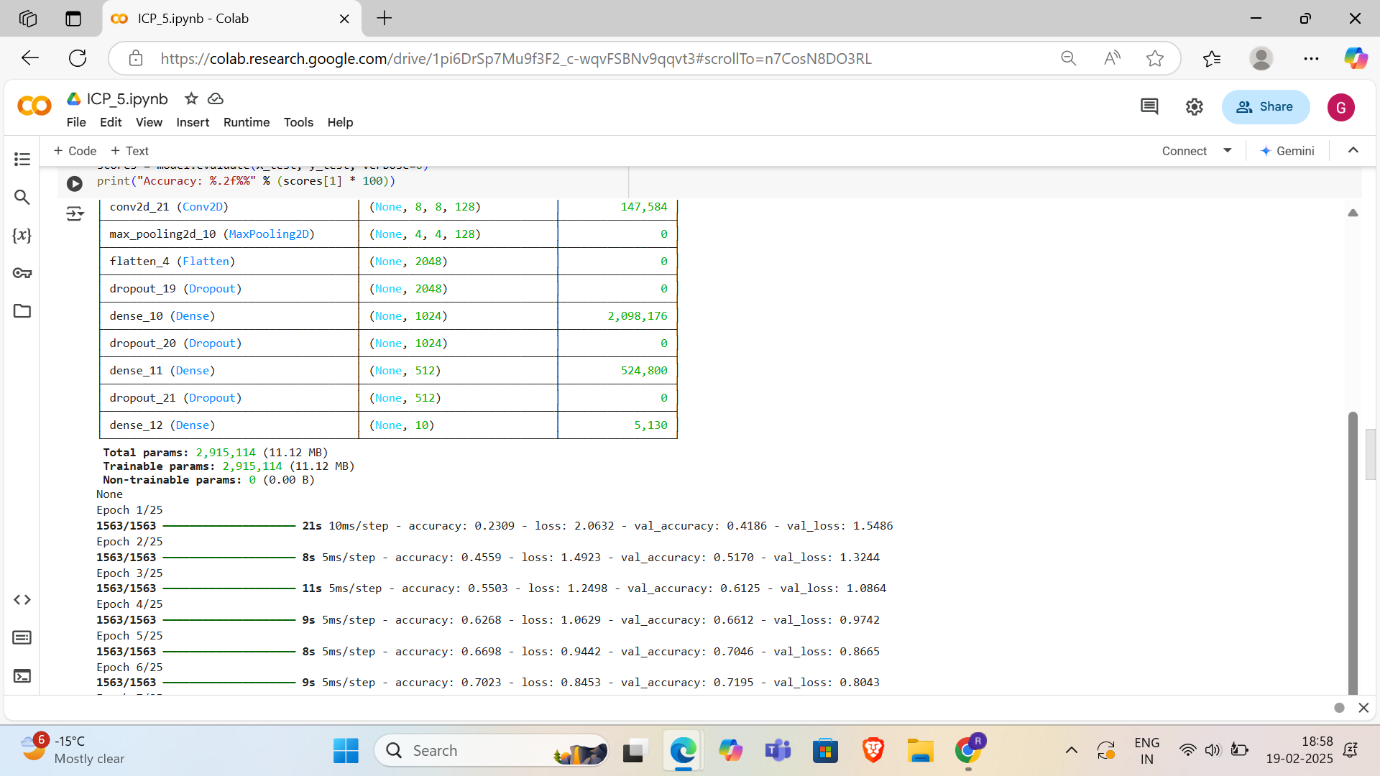 ICP_5.ipynb - Colab
https://colab.research.google.com/drive/1pi6DrSp7Mu9f3F2_c-wqvFSBNv9qqvt3#scrollTo=n7CosN8DO3RL
ICP_5.ipynb
Share
G
File Edit View Insert Runtime Tools Help
+ Code + Text
Connect
Gemini
scores = model.evaluate(X_test, y_test, verbose=0)
print("Accuracy: %.2f%%" % (scores[1] * 100))
conv2d_21 (Conv2D) (None, 8, 8, 128) 147,584
max_pooling2d_10 (MaxPooling2D) (None, 4, 4, 128) 0
flatten_4 (Flatten) (None, 2048) 0
dropout_19 (Dropout) (None, 2048) 0
dense_10 (Dense) (None, 1024) 2,098,176
dropout_20 (Dropout) (None, 1024) 0
dense_11 (Dense) (None, 512) 524,800
dropout_21 (Dropout) (None, 512) 0
dense_12 (Dense) (None, 10) 5,130
Total params: 2,915,114 (11.12 MB)
Trainable params: 2,915,114 (11.12 MB)
Non-trainable params: 0 (0.00 B)
None
Epoch 1/25
1563/1563 21s 10ms/step - accuracy: 0.2309 - loss: 2.0632 - val_accuracy: 0.4186 - val_loss: 1.5486
Epoch 2/25
1563/1563 8s 5ms/step - accuracy: 0.4559 - loss: 1.4923 - val_accuracy: 0.5170 - val_loss: 1.3244
Epoch 3/25
1563/1563 11s 5ms/step - accuracy: 0.5503 - loss: 1.2498 - val_accuracy: 0.6125 - val_loss: 1.0864
Epoch 4/25
1563/1563 9s 5ms/step - accuracy: 0.6268 - loss: 1.0629 - val_accuracy: 0.6612 - val_loss: 0.9742
Epoch 5/25
1563/1563 8s 5ms/step - accuracy: 0.6698 - loss: 0.9442 - val_accuracy: 0.7046 - val_loss: 0.8665
Epoch 6/25
1563/1563 9s 5ms/step - accuracy: 0.7023 - loss: 0.8453 - val_accuracy: 0.7195 - val_loss: 0.8043
6
-15°C
Mostly clear
Search
R
ENG
IN
18:58
19-02-2025